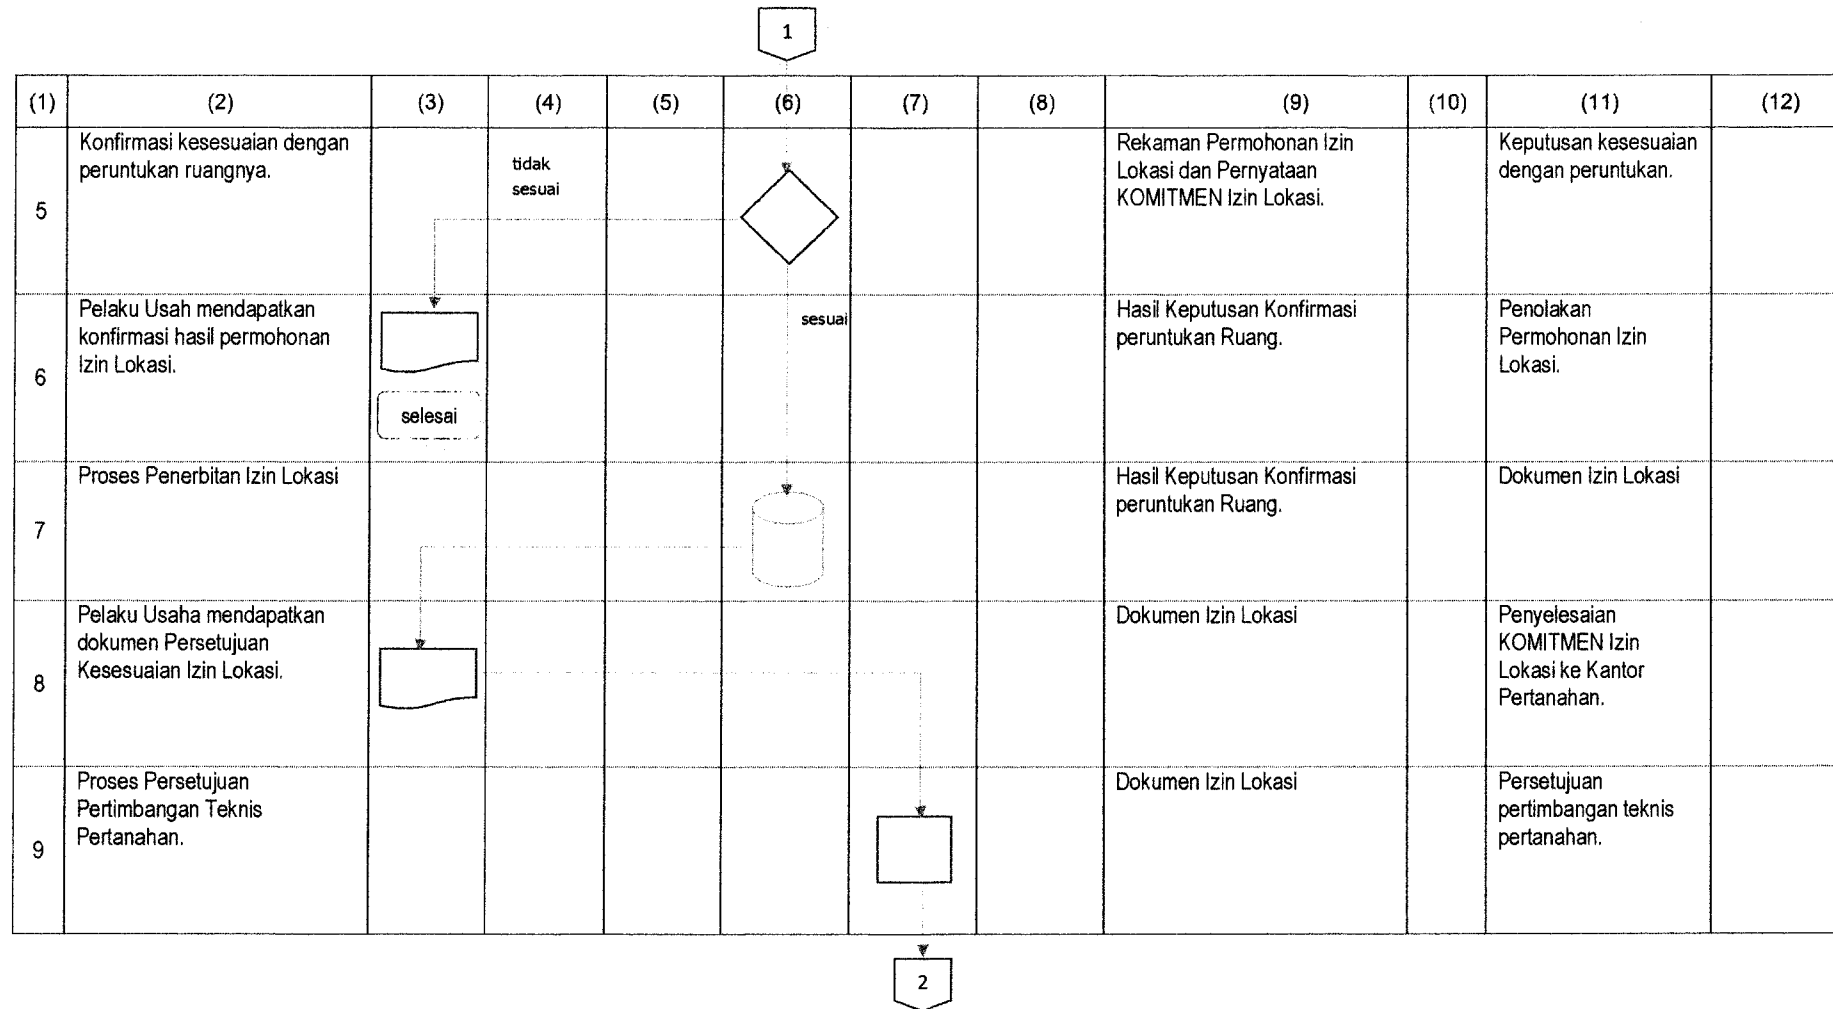 1
(1) (2) (3) (4) (5) (6) (7) (8) (9) (10) (11) (12)
5
Konfirmasi kesesuaian dengan
peruntukan ruangnya.
tidak
sesuai
Rekaman Permohonan Izin
Lokasi dan Pernyataan
KOMITMEN Izin Lokasi.
Keputusan kesesuaian
dengan peruntukan.
6
Pelaku Usah mendapatkan
konfirmasi hasil permohonan
Izin Lokasi.
selesai
sesuai
Hasil Keputusan Konfirmasi
peruntukan Ruang.
Penolakan
Permohonan Izin
Lokasi.
7
Proses Penerbitan Izin Lokasi
Hasil Keputusan Konfirmasi
peruntukan Ruang.
Dokumen Izin Lokasi
8
Pelaku Usaha mendapatkan
dokumen Persetujuan
Kesesuaian Izin Lokasi.
Dokumen Izin Lokasi
Penyelesaian
KOMITMEN Izin
Lokasi ke Kantor
Pertanahan.
9
Proses Persetujuan
Pertimbangan Teknis
Pertanahan.
Dokumen Izin Lokasi
Persetujuan
pertimbangan teknis
pertanahan.
2